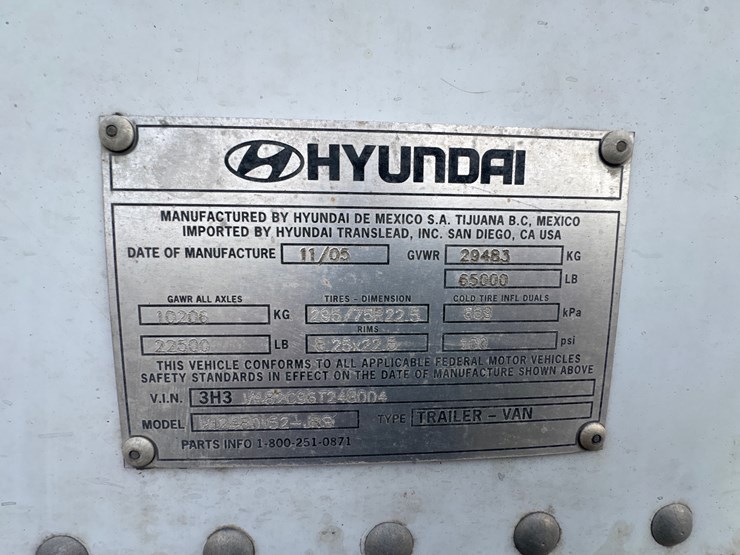 HYUNDAI
MANUFACTURED BY HYUNDAI DE MEXICO S.A. TIJUANA B.C, MEXICO
IMPORTED BY HYUNDAI TRANSLEAD, INC. SAN DIEGO, CA USA
DATE OF MANUFACTURE 11/05 GVWR 29483 KG
65000 LB
GAWR ALL AXLES TIRES - DIMENSION COLD TIRE INFL DUALS
10206 KG 295/75R22.5 kPa
RIMS
22500 LB 8.25x22.5 psi
THIS VEHICLE CONFORMS TO ALL APPLICABLE FEDERAL MOTOR VEHICLES
SAFETY STANDARDS IN EFFECT ON THE DATE OF MANUFACTURE SHOWN ABOVE
V.I.N. 3H3
MODEL TYPE TRAILER - VAN
PARTS INFO 1-800-251-0871